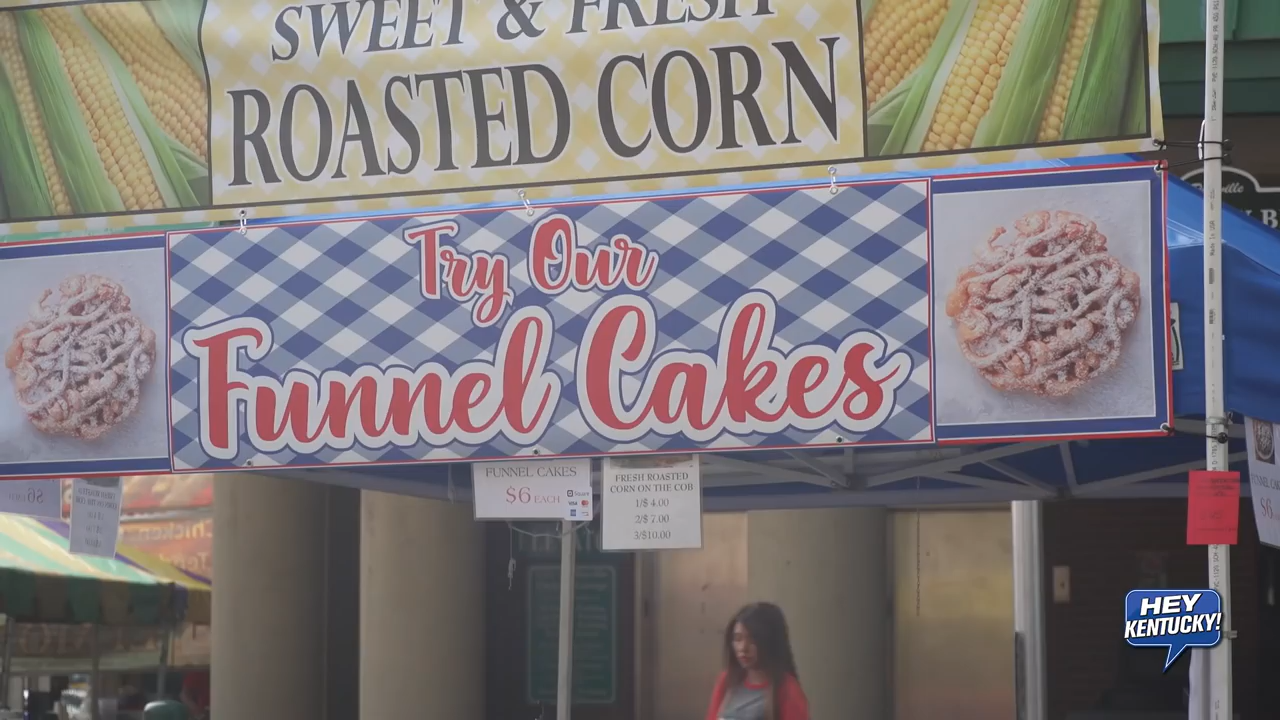 SWEET & FRESH
ROASTED CORN
Try Our
Funnel Cakes
FUNNEL CAKES
$6 EACH
FRESH ROASTED
CORN ON THE COB
1/$ 4.00
2/$ 7.00
3/$10.00
HEY
KENTUCKY!